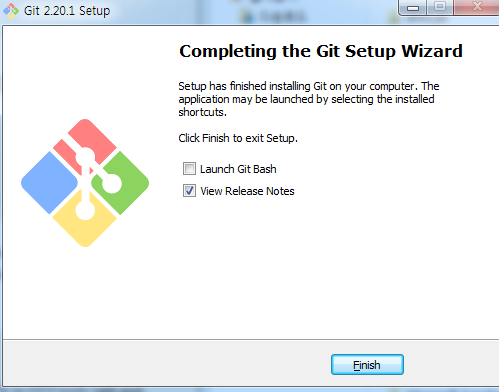 Git 2.20.1 Setup
Completing the Git Setup Wizard
Setup has finished installing Git on your computer. The
application may be launched by selecting the installed
shortcuts.
Click Finish to exit Setup.
Launch Git Bash
View Release Notes
Finish